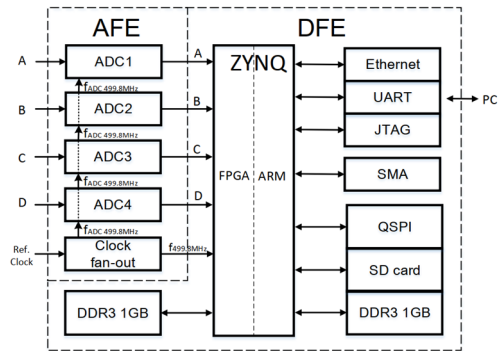 AFE
DFE
A
ADC1
A
ZYNQ
Ethernet
fADC 499.8MHz
B
ADC2
B
UART
PC
fADC 499.8MHz
JTAG
C
ADC3
C
FPGA
ARM
SMA
fADC 499.8MHz
D
ADC4
D
QSPI
fADC 499.8MHz
Ref.
Clock
Clock
fan-out
f499.8MHz
SD card
DDR3 1GB
DDR3 1GB